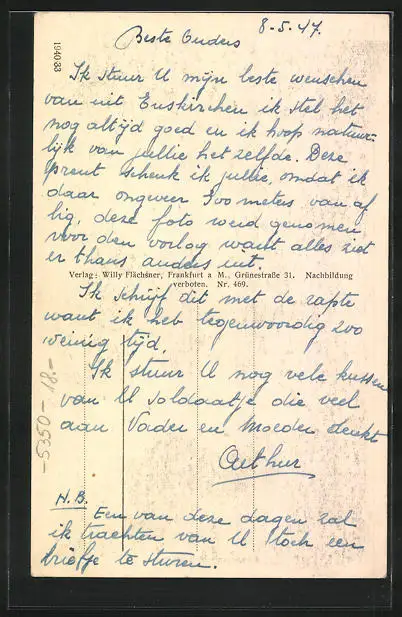 8-5-47.
Beste Ouders
194033
Ik stuur U mijn beste wenschen
van uit Euskirchen ik stel het
nog altijd goed en ik hoop natuur-
lijk van jullie het zelfde. Deze
prent schenk ik jullie, omdat ik
daar ongeveer 300 meters van af
lig, deze foto werd genomen
voor den oorlog want alles ziet
er thans anders uit.
Verlag: Willy Flächsner, Frankfurt a M., Grünestraße 31. Nachbildung
verboten. Nr. 469.
Ik schrijf dit met de rapte
want ik heb tegenwoordig zoo
weinig tijd.
Ik stuur U nog vele kussen
van U soldaatje die veel
aan Vader en Moeder denkt
Arthur
-5350-18.-
N.B.
Een van deze dagen zal
ik trachten van U toch een
briefje te sturen.